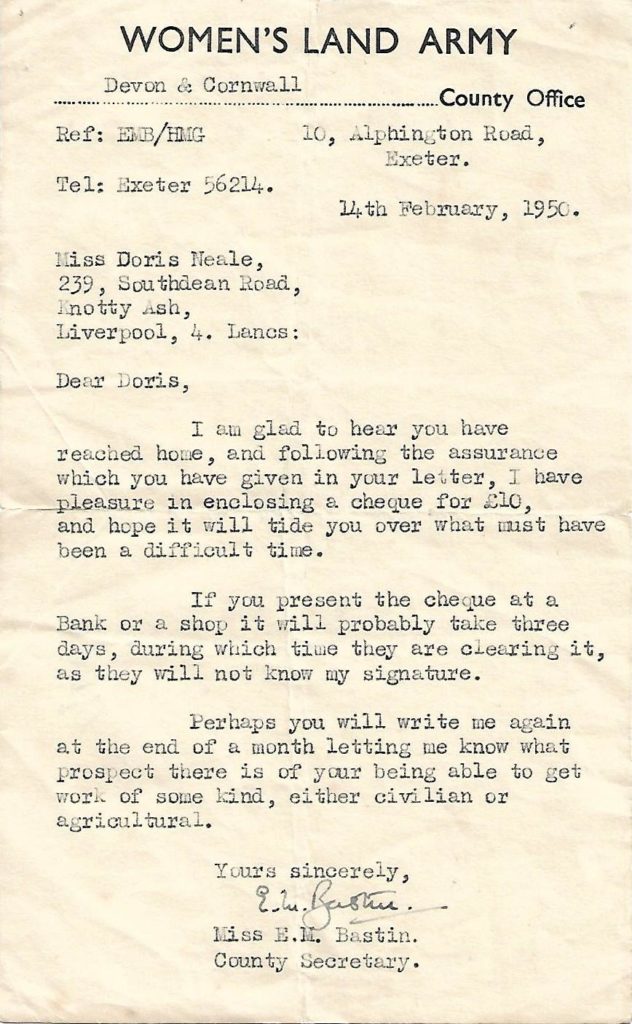 WOMEN'S LAND ARMY
Devon & Cornwall
County Office
Ref: EMB/HMG 10, Alphington Road,
Exeter.
Tel: Exeter 56214.
14th February, 1950.
Miss Doris Neale,
239, Southdean Road,
Knotty Ash,
Liverpool, 4. Lancs:
Dear Doris,
I am glad to hear you have
reached home, and following the assurance
which you have given in your letter, I have
pleasure in enclosing a cheque for £10,
and hope it will tide you over what must have
been a difficult time.
If you present the cheque at a
Bank or a shop it will probably take three
days, during which time they are clearing it,
as they will not know my signature.
Perhaps you will write me again
at the end of a month letting me know what
prospect there is of your being able to get
work of some kind, either civilian or
agricultural.
Yours sincerely,
E.M. Bastin.
Miss E.M. Bastin.
County Secretary.